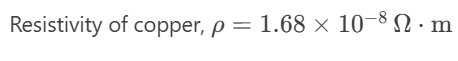 Resistivity of copper, ρ = 1.68 × 10⁻⁸ Ω · m